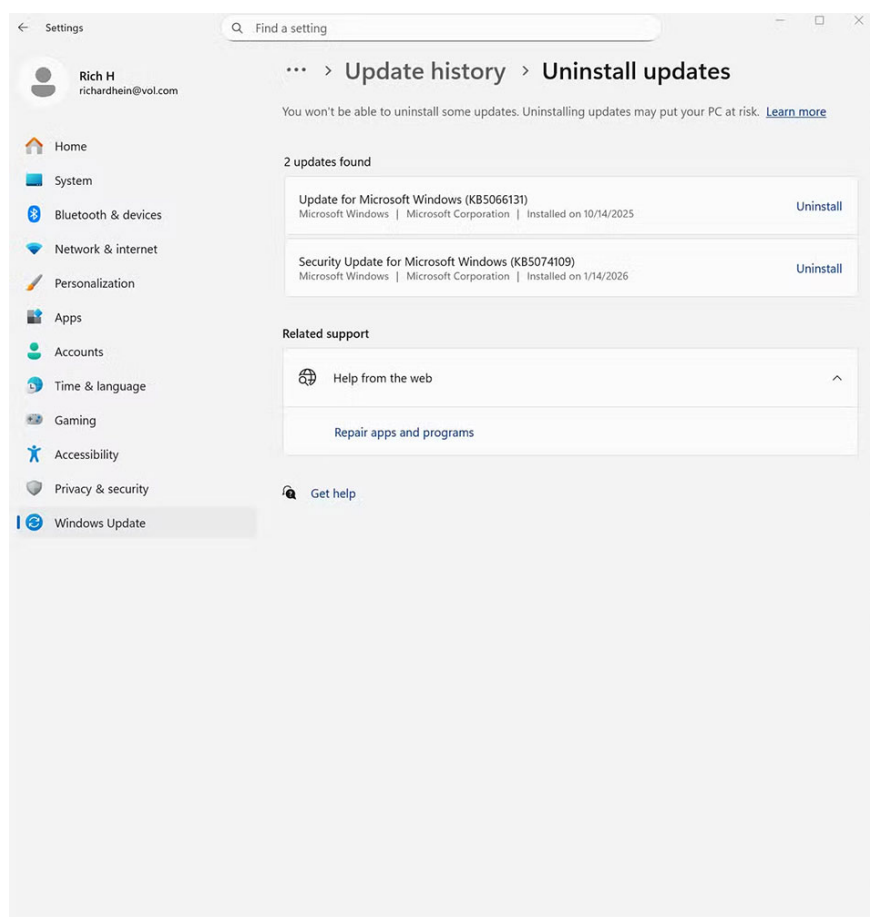 Settings
Find a setting
Rich H
richardhein@vol.com
Home
System
Bluetooth & devices
Network & internet
Personalization
Apps
Accounts
Time & language
Gaming
Accessibility
Privacy & security
Windows Update
··· > Update history > Uninstall updates
You won't be able to uninstall some updates. Uninstalling updates may put your PC at risk. Learn more
2 updates found
Update for Microsoft Windows (KB5066131) Uninstall
Microsoft Windows | Microsoft Corporation | Installed on 10/14/2025
Security Update for Microsoft Windows (KB5074109) Uninstall
Microsoft Windows | Microsoft Corporation | Installed on 1/14/2026
Related support
Help from the web
Repair apps and programs
Get help